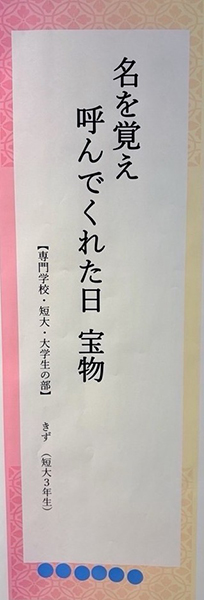 名を覚え
呼んでくれた日 宝物
【専門学校・短大・大学生の部】 きず （短大3年生）